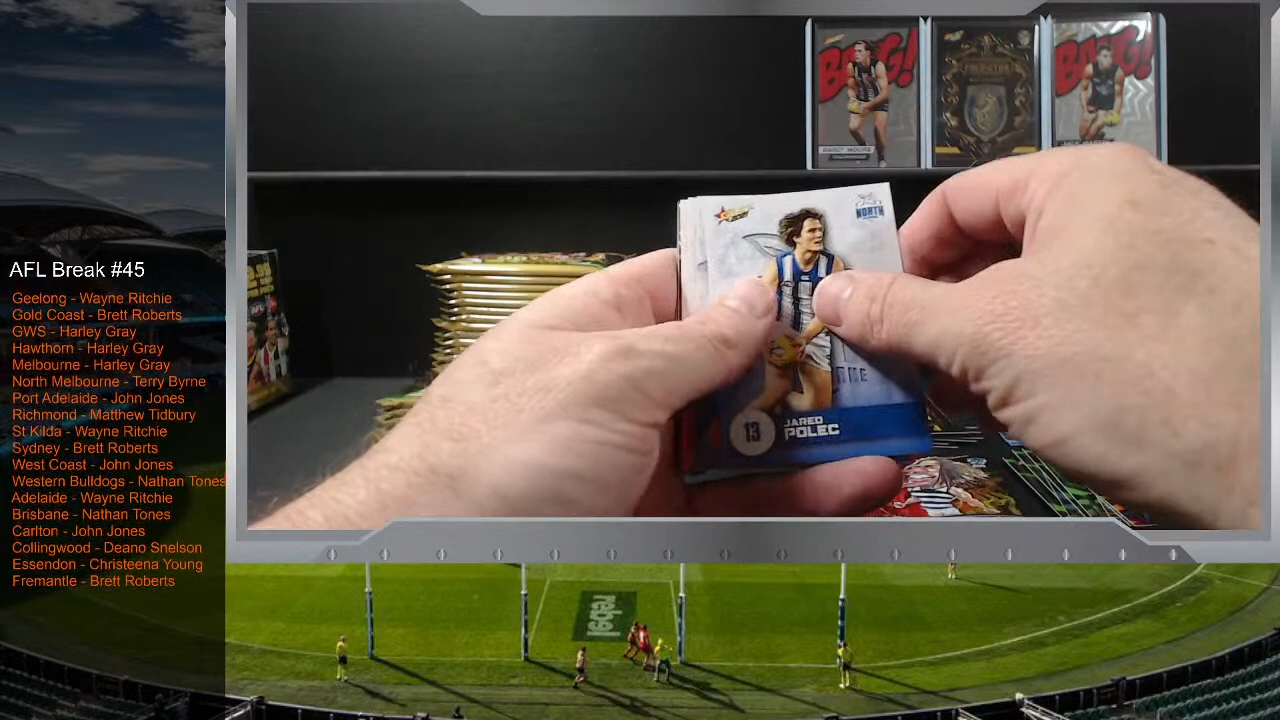 AFL Break #45
Geelong - Wayne Ritchie
Gold Coast - Brett Roberts
GWS - Harley Gray
Hawthorn - Harley Gray
Melbourne - Harley Gray
North Melbourne - Terry Byrne
Port Adelaide - John Jones
Richmond - Matthew Tidbury
St Kilda - Wayne Ritchie
Sydney - Brett Roberts
West Coast - John Jones
Western Bulldogs - Nathan Tones
Adelaide - Wayne Ritchie
Brisbane - Nathan Tones
Carlton - John Jones
Collingwood - Deano Snelson
Essendon - Christeena Young
Fremantle - Brett Roberts
DARCY MOORE
NORTH
13
JARED
POLEC
rebel